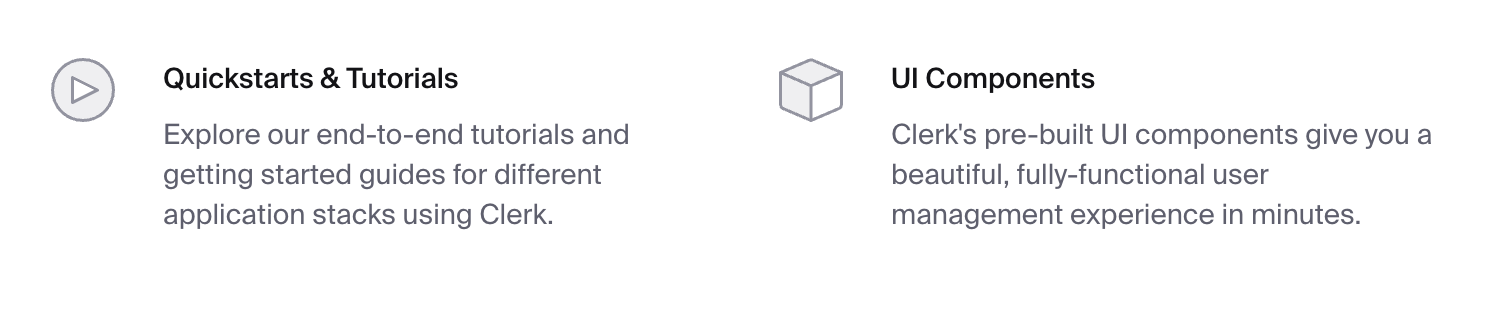 Quickstarts & Tutorials
Explore our end-to-end tutorials and
getting started guides for different
application stacks using Clerk.
UI Components
Clerk's pre-built UI components give you a
beautiful, fully-functional user
management experience in minutes.